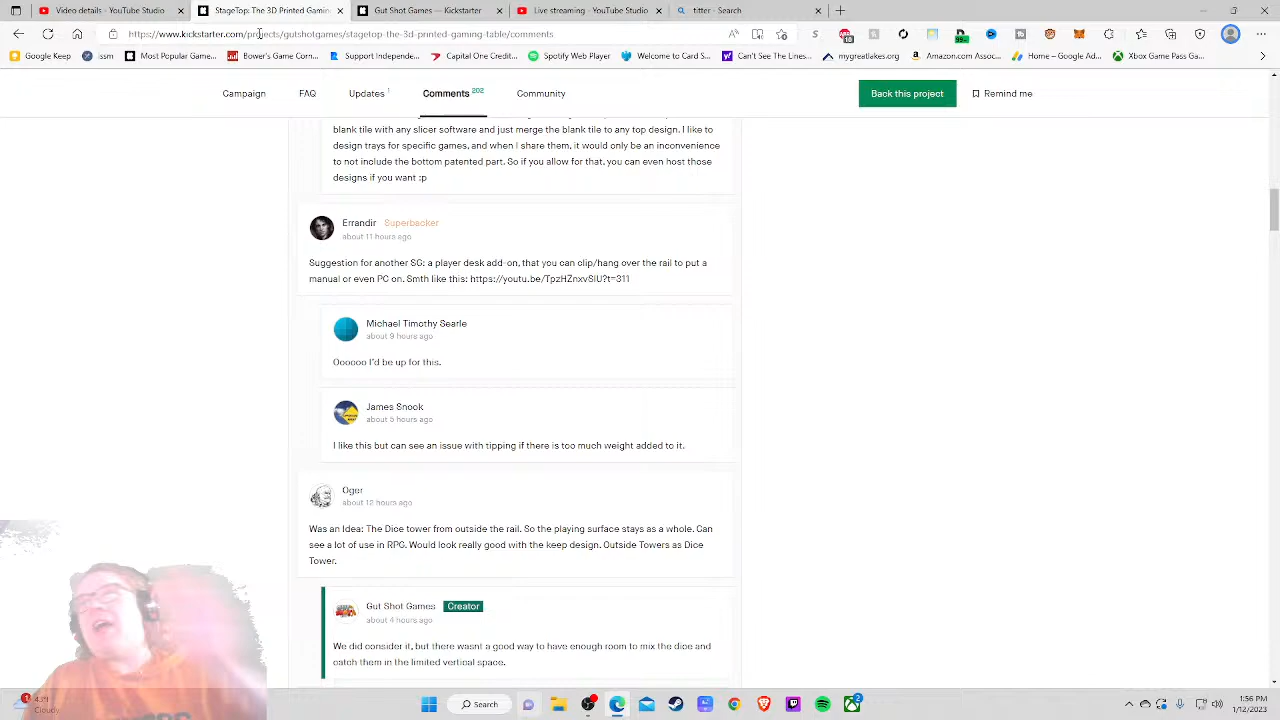 Video details - YouTube Studio
StageTop: The 3D Printed Gaming
GutShot Games — Kickstarter
Live streaming - YouTube Studio
titter - Search
https://www.kickstarter.com/projects/gutshotgames/stagetop-the-3d-printed-gaming-table/comments
Google Keep
ssm
Most Popular Game...
Support Independe...
Capital One Credit...
Spotify Web Player
Welcome to Card S...
Can't See The Lines...
mygreatlakes.org
Amazon.com Associ...
Home – Google Ad...
Xbox Game Pass Ga...
Campaign
FAQ
Updates 1
Comments 202
Community
Back this project
Remind me
blank tile with any slicer software and just merge the blank tile to any top design. I like to
design trays for specific games, and when I share them, it would only be an inconvenience
to not include the bottom patented part. So if you allow for that, you can even host those
designs if you want :p
Errandir Superbacker
about 11 hours ago
Suggestion for another SG: a player desk add-on, that you can clip/hang over the rail to put a
manual or even PC on. Smth like this: https://youtu.be/TpzHZnxvSlU?t=311
Michael Timothy Searle
about 9 hours ago
Oooooo I'd be up for this.
James Snook
about 5 hours ago
I like this but can see an issue with tipping if there is too much weight added to it.
Oger
about 12 hours ago
Was an Idea: The Dice tower from outside the rail. So the playing surface stays as a whole. Can
see a lot of use in RPG. Would look really good with the keep design. Outside Towers as Dice
Tower.
Gut Shot Games Creator
about 4 hours ago
We did consider it, but there wasnt a good way to have enough room to mix the dice and
catch them in the limited vertical space.
Search
1:56 PM
1/12/2023